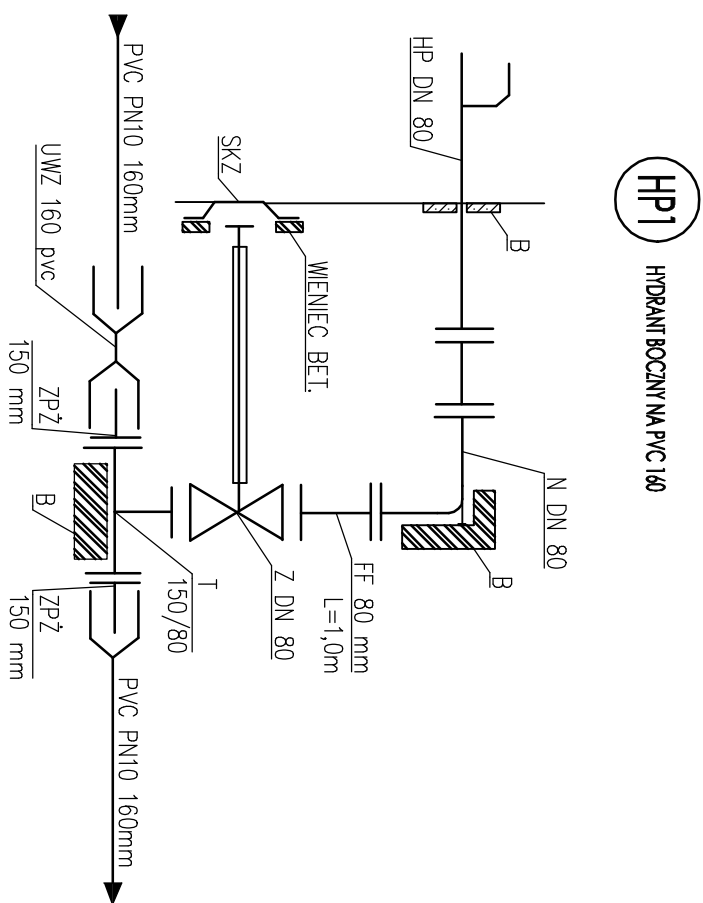 HP1
HYDRANT BOCZNY NA PVC 160
HP DN 80
B
N DN 80
B
SKZ
WIENIEC BET.
FF 80 mm
L=1,0m
Z DN 80
PVC PN10 160mm
UWZ 160 pvc
ZPŻ
150 mm
B
T
150/80
ZPŻ
150 mm
PVC PN10 160mm